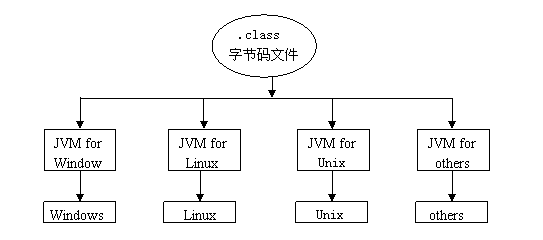 .class
字节码文件
JVM for
Window
JVM for
Linux
JVM for
Unix
JVM for
others
Windows
Linux
Unix
others